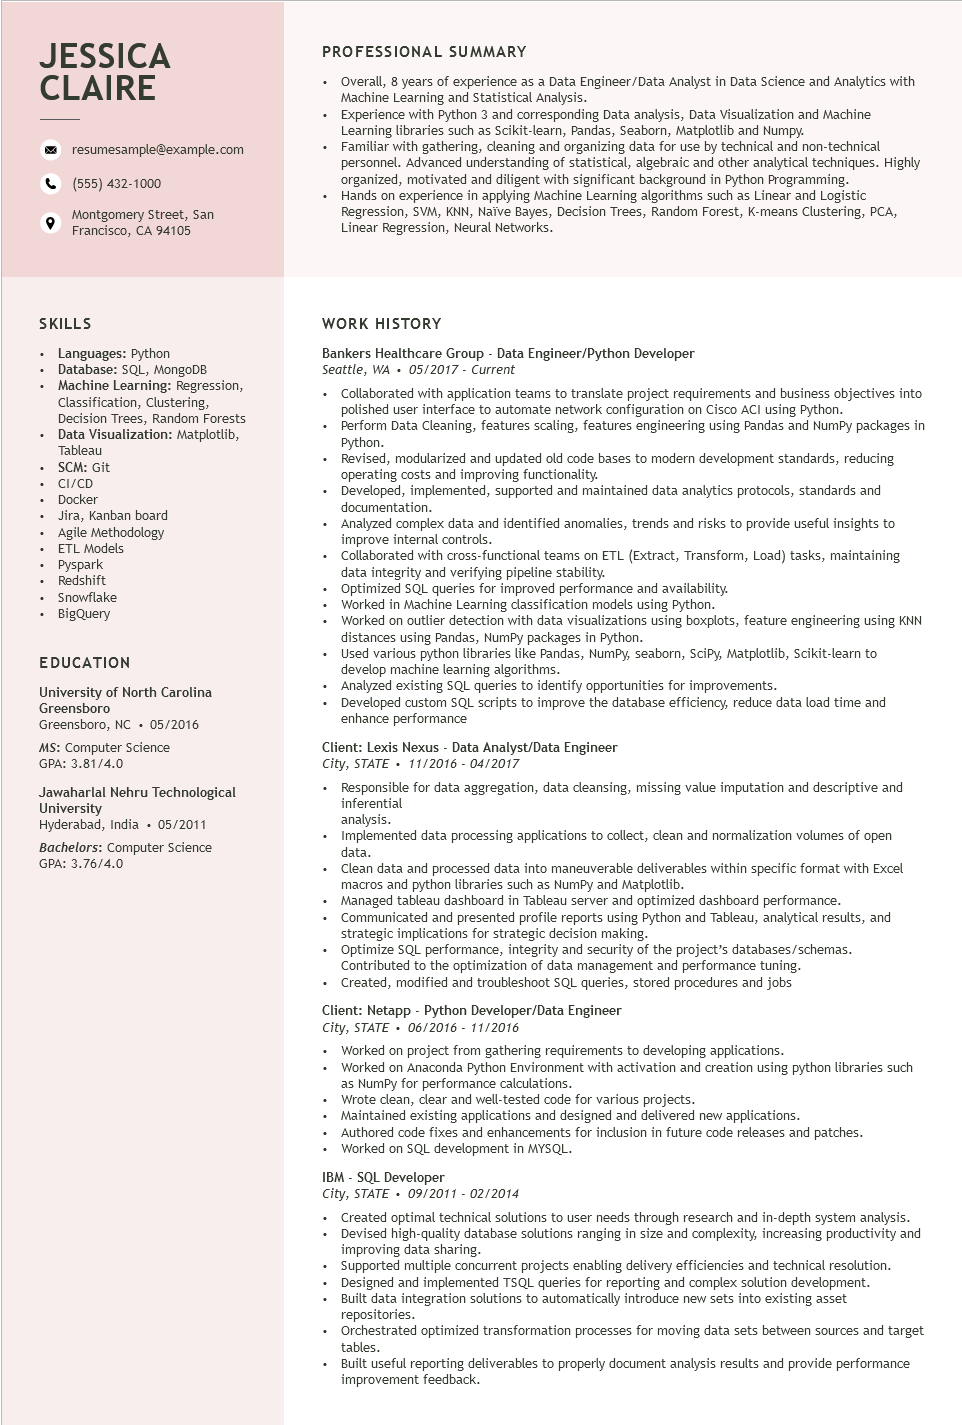 JESSICA
CLAIRE
resumesample@example.com
(555) 432-1000
Montgomery Street, San
Francisco, CA 94105
PROFESSIONAL SUMMARY
• Overall, 8 years of experience as a Data Engineer/Data Analyst in Data Science and Analytics with
Machine Learning and Statistical Analysis.
• Experience with Python 3 and corresponding Data analysis, Data Visualization and Machine
Learning libraries such as Scikit-learn, Pandas, Seaborn, Matplotlib and Numpy.
• Familiar with gathering, cleaning and organizing data for use by technical and non-technical
personnel. Advanced understanding of statistical, algebraic and other analytical techniques. Highly
organized, motivated and diligent with significant background in Python Programming.
• Hands on experience in applying Machine Learning algorithms such as Linear and Logistic
Regression, SVM, KNN, Naïve Bayes, Decision Trees, Random Forest, K-means Clustering, PCA,
Linear Regression, Neural Networks.
SKILLS
• Languages: Python
• Database: SQL, MongoDB
• Machine Learning: Regression,
Classification, Clustering,
Decision Trees, Random Forests
• Data Visualization: Matplotlib,
Tableau
• SCM: Git
• CI/CD
• Docker
• Jira, Kanban board
• Agile Methodology
• ETL Models
• Pyspark
• Redshift
• Snowflake
• BigQuery
EDUCATION
University of North Carolina
Greensboro
Greensboro, NC • 05/2016
MS: Computer Science
GPA: 3.81/4.0
Jawaharlal Nehru Technological
University
Hyderabad, India • 05/2011
Bachelors: Computer Science
GPA: 3.76/4.0
WORK HISTORY
Bankers Healthcare Group - Data Engineer/Python Developer
Seattle, WA • 05/2017 - Current
• Collaborated with application teams to translate project requirements and business objectives into
polished user interface to automate network configuration on Cisco ACI using Python.
• Perform Data Cleaning, features scaling, features engineering using Pandas and NumPy packages in
Python.
• Revised, modularized and updated old code bases to modern development standards, reducing
operating costs and improving functionality.
• Developed, implemented, supported and maintained data analytics protocols, standards and
documentation.
• Analyzed complex data and identified anomalies, trends and risks to provide useful insights to
improve internal controls.
• Collaborated with cross-functional teams on ETL (Extract, Transform, Load) tasks, maintaining
data integrity and verifying pipeline stability.
• Optimized SQL queries for improved performance and availability.
• Worked in Machine Learning classification models using Python.
• Worked on outlier detection with data visualizations using boxplots, feature engineering using KNN
distances using Pandas, NumPy packages in Python.
• Used various python libraries like Pandas, NumPy, seaborn, SciPy, Matplotlib, Scikit-learn to
develop machine learning algorithms.
• Analyzed existing SQL queries to identify opportunities for improvements.
• Developed custom SQL scripts to improve the database efficiency, reduce data load time and
enhance performance
Client: Lexis Nexus - Data Analyst/Data Engineer
City, STATE • 11/2016 - 04/2017
• Responsible for data aggregation, data cleansing, missing value imputation and descriptive and
inferential
analysis.
• Implemented data processing applications to collect, clean and normalization volumes of open
data.
• Clean data and processed data into maneuverable deliverables within specific format with Excel
macros and python libraries such as NumPy and Matplotlib.
• Managed tableau dashboard in Tableau server and optimized dashboard performance.
• Communicated and presented profile reports using Python and Tableau, analytical results, and
strategic implications for strategic decision making.
• Optimize SQL performance, integrity and security of the project’s databases/schemas.
Contributed to the optimization of data management and performance tuning.
• Created, modified and troubleshoot SQL queries, stored procedures and jobs
Client: Netapp - Python Developer/Data Engineer
City, STATE • 06/2016 - 11/2016
• Worked on project from gathering requirements to developing applications.
• Worked on Anaconda Python Environment with activation and creation using python libraries such
as NumPy for performance calculations.
• Wrote clean, clear and well-tested code for various projects.
• Maintained existing applications and designed and delivered new applications.
• Authored code fixes and enhancements for inclusion in future code releases and patches.
• Worked on SQL development in MYSQL.
IBM - SQL Developer
City, STATE • 09/2011 - 02/2014
• Created optimal technical solutions to user needs through research and in-depth system analysis.
• Devised high-quality database solutions ranging in size and complexity, increasing productivity and
improving data sharing.
• Supported multiple concurrent projects enabling delivery efficiencies and technical resolution.
• Designed and implemented TSQL queries for reporting and complex solution development.
• Built data integration solutions to automatically introduce new sets into existing asset
repositories.
• Orchestrated optimized transformation processes for moving data sets between sources and target
tables.
• Built useful reporting deliverables to properly document analysis results and provide performance
improvement feedback.